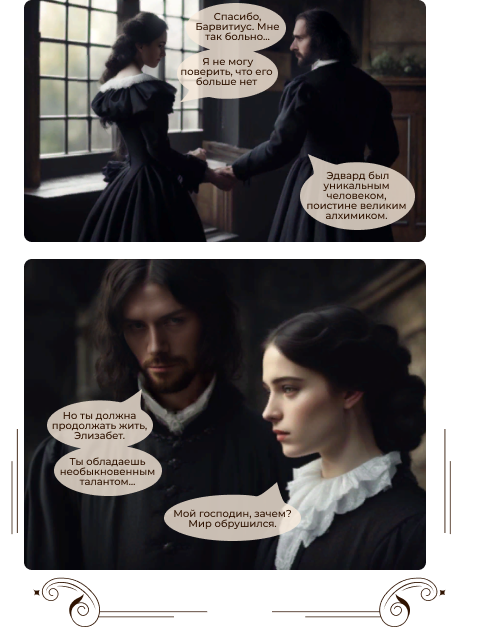 Спасибо,
Барвитиус. Мне
так больно...
Я не могу
поверить, что его
больше нет
Эдвард был
уникальным
человеком,
поистине великим
алхимиком.
Но ты должна
продолжать жить,
Элизабет.
Ты обладаешь
необыкновенным
талантом...
Мой господин, зачем?
Мир обрушился.